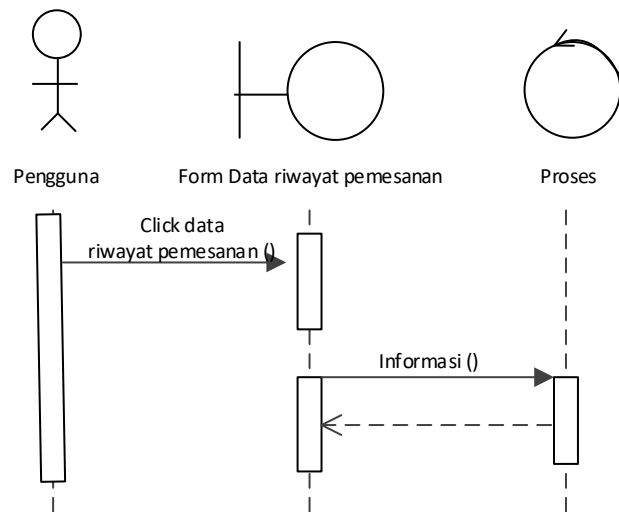 Pengguna
Form Data riwayat pemesanan
Proses
Click data
riwayat pemesanan ()
Informasi ()